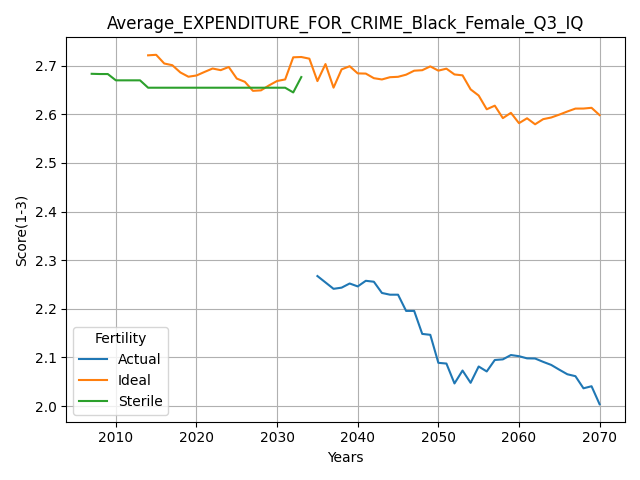 Average_EXPENDITURE_FOR_CRIME_Black_Female_Q3_IQ
Score(1-3)
2.7
2.6
2.5
2.4
2.3
2.2
2.1
2.0
Fertility
Actual
Ideal
Sterile
2010 2020 2030 2040 2050 2060 2070
Years